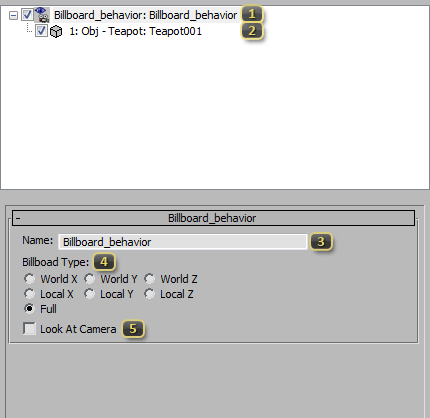 Billboard_behavior: Billboard_behavior 1
1: Obj - Teapot: Teapot001 2
- Billboard_behavior
Name: Billboard_behavior 3
Billboad Type: 4
World X World Y World Z
Local X Local Y Local Z
Full
Look At Camera 5